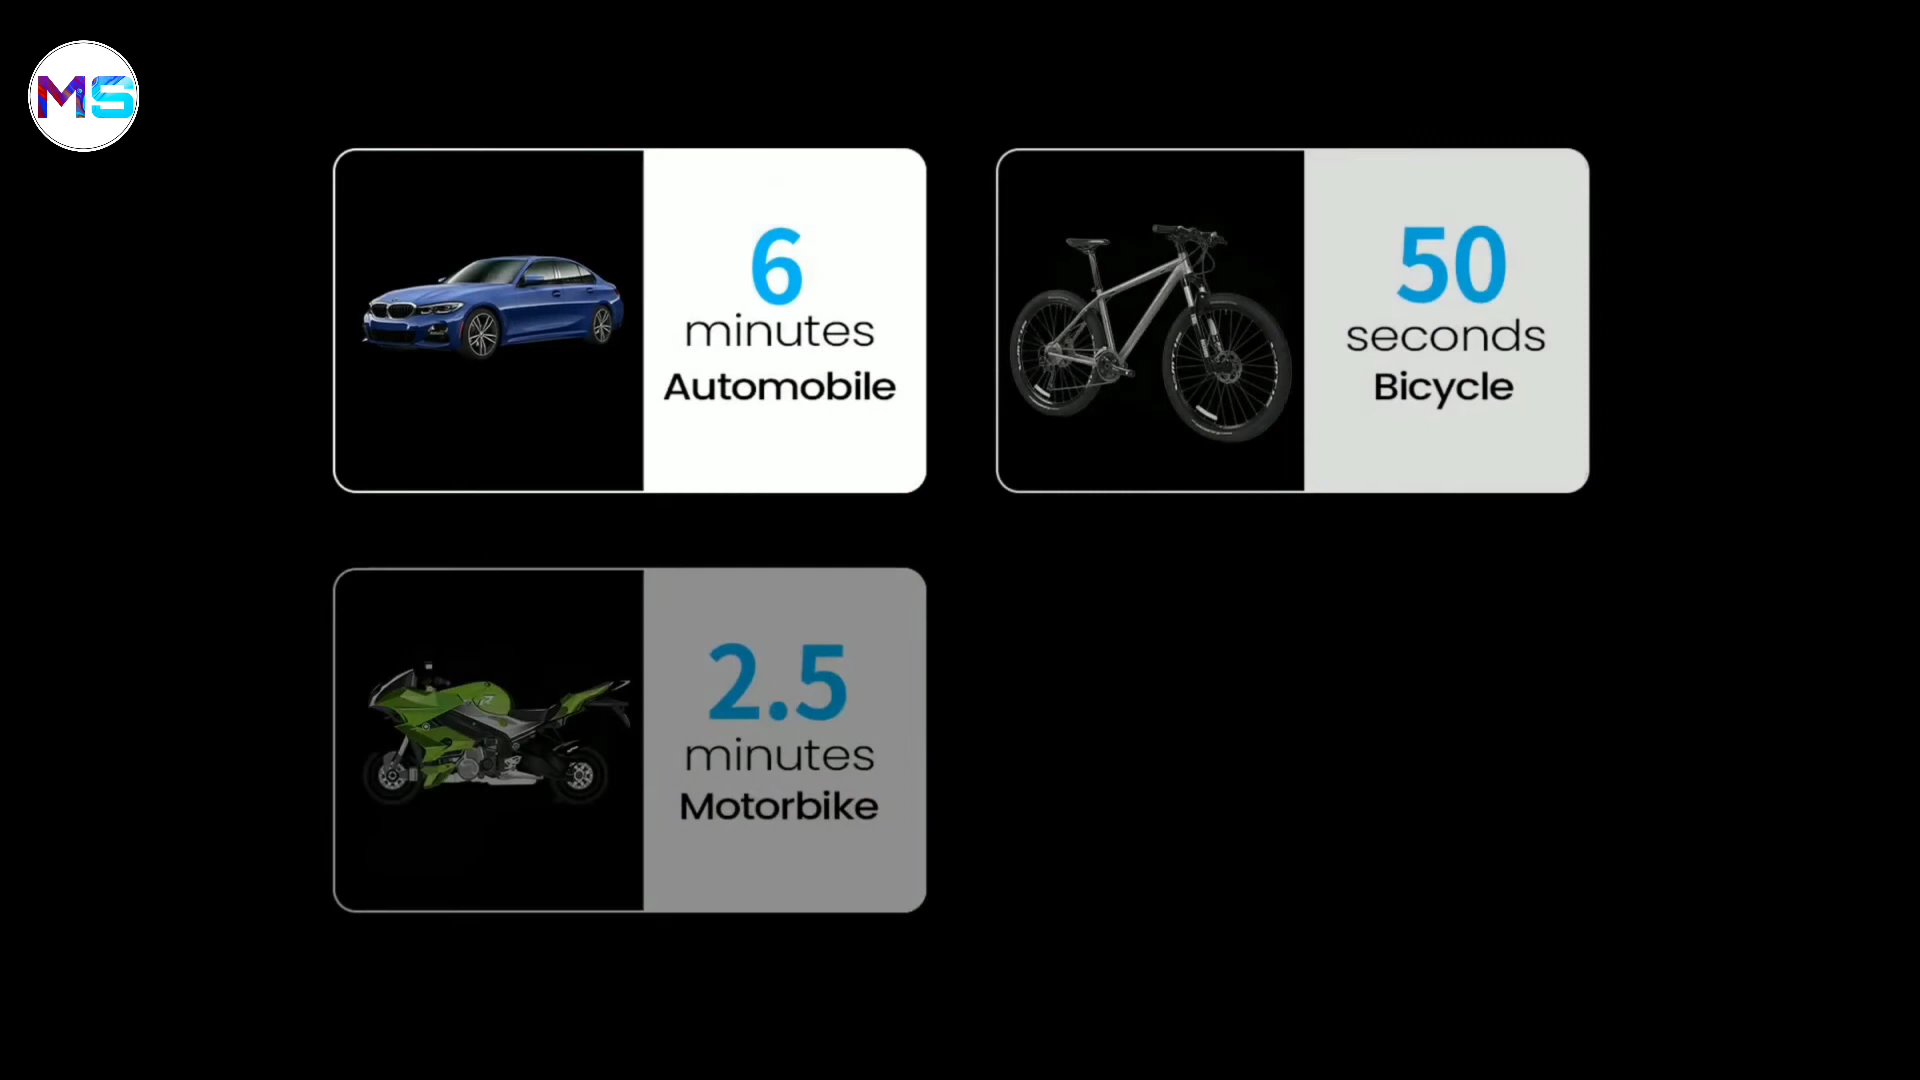 MS
6
minutes
Automobile
50
seconds
Bicycle
2.5
minutes
Motorbike